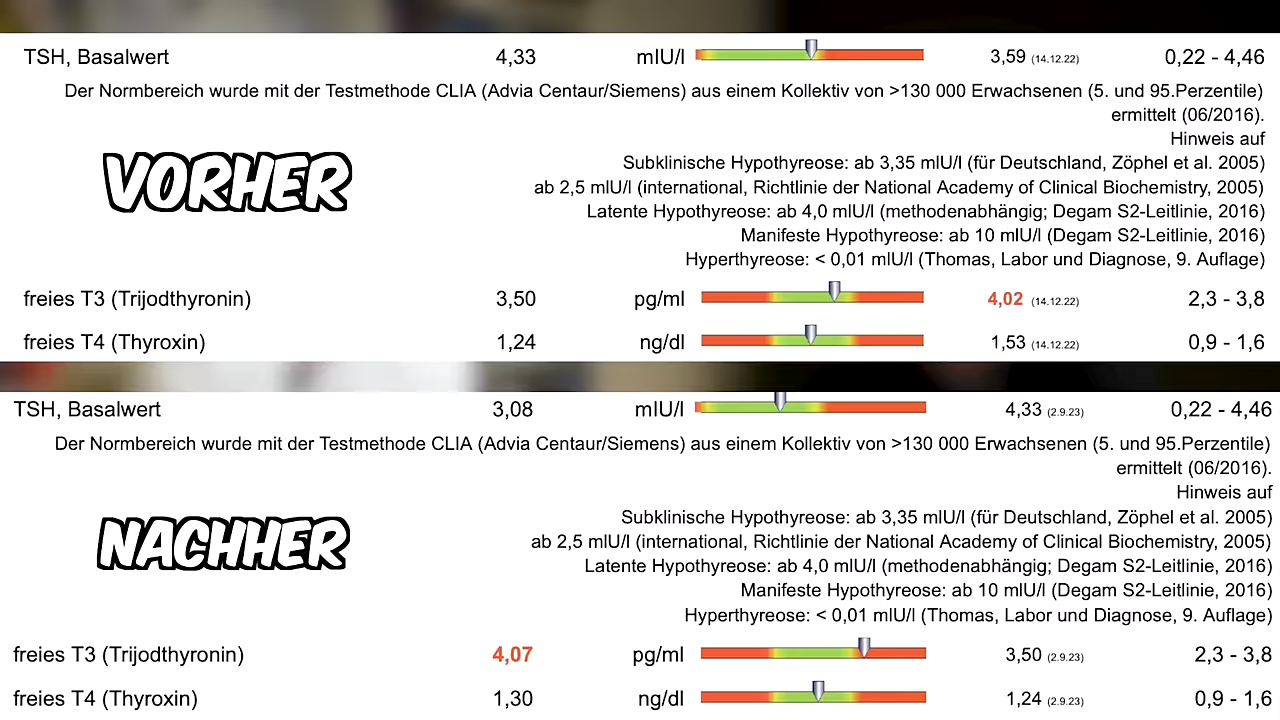 TSH, Basalwert 4,33 mIU/l 3,59 (14.12.22) 0,22 - 4,46
Der Normbereich wurde mit der Testmethode CLIA (Advia Centaur/Siemens) aus einem Kollektiv von >130 000 Erwachsenen (5. und 95.Perzentile)
ermittelt (06/2016).
Hinweis auf
Subklinische Hypothyreose: ab 3,35 mIU/l (für Deutschland, Zöphel et al. 2005)
ab 2,5 mIU/l (international, Richtlinie der National Academy of Clinical Biochemistry, 2005)
Latente Hypothyreose: ab 4,0 mIU/l (methodenabhängig; Degam S2-Leitlinie, 2016)
Manifeste Hypothyreose: ab 10 mIU/l (Degam S2-Leitlinie, 2016)
Hyperthyreose: < 0,01 mIU/l (Thomas, Labor und Diagnose, 9. Auflage)
VORHER
freies T3 (Trijodthyronin) 3,50 pg/ml 4,02 (14.12.22) 2,3 - 3,8
freies T4 (Thyroxin) 1,24 ng/dl 1,53 (14.12.22) 0,9 - 1,6
TSH, Basalwert 3,08 mIU/l 4,33 (2.9.23) 0,22 - 4,46
Der Normbereich wurde mit der Testmethode CLIA (Advia Centaur/Siemens) aus einem Kollektiv von >130 000 Erwachsenen (5. und 95.Perzentile)
ermittelt (06/2016).
Hinweis auf
Subklinische Hypothyreose: ab 3,35 mIU/l (für Deutschland, Zöphel et al. 2005)
ab 2,5 mIU/l (international, Richtlinie der National Academy of Clinical Biochemistry, 2005)
Latente Hypothyreose: ab 4,0 mIU/l (methodenabhängig; Degam S2-Leitlinie, 2016)
Manifeste Hypothyreose: ab 10 mIU/l (Degam S2-Leitlinie, 2016)
Hyperthyreose: < 0,01 mIU/l (Thomas, Labor und Diagnose, 9. Auflage)
NACHHER
freies T3 (Trijodthyronin) 4,07 pg/ml 3,50 (2.9.23) 2,3 - 3,8
freies T4 (Thyroxin) 1,30 ng/dl 1,24 (2.9.23) 0,9 - 1,6